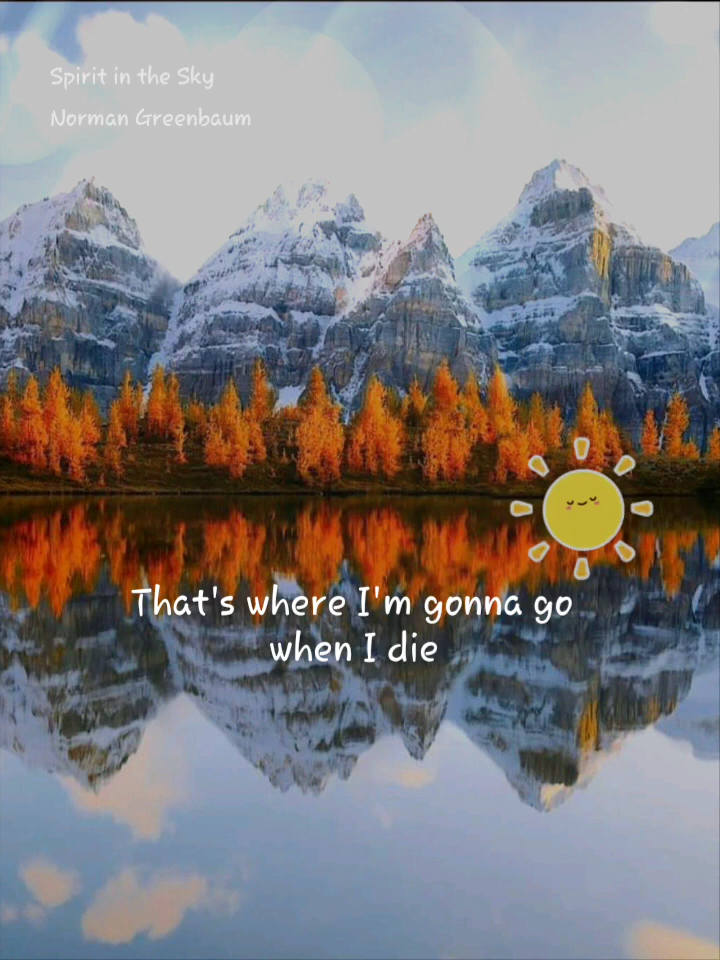 Spirit in the Sky
Norman Greenbaum
That's where I'm gonna go
when I die